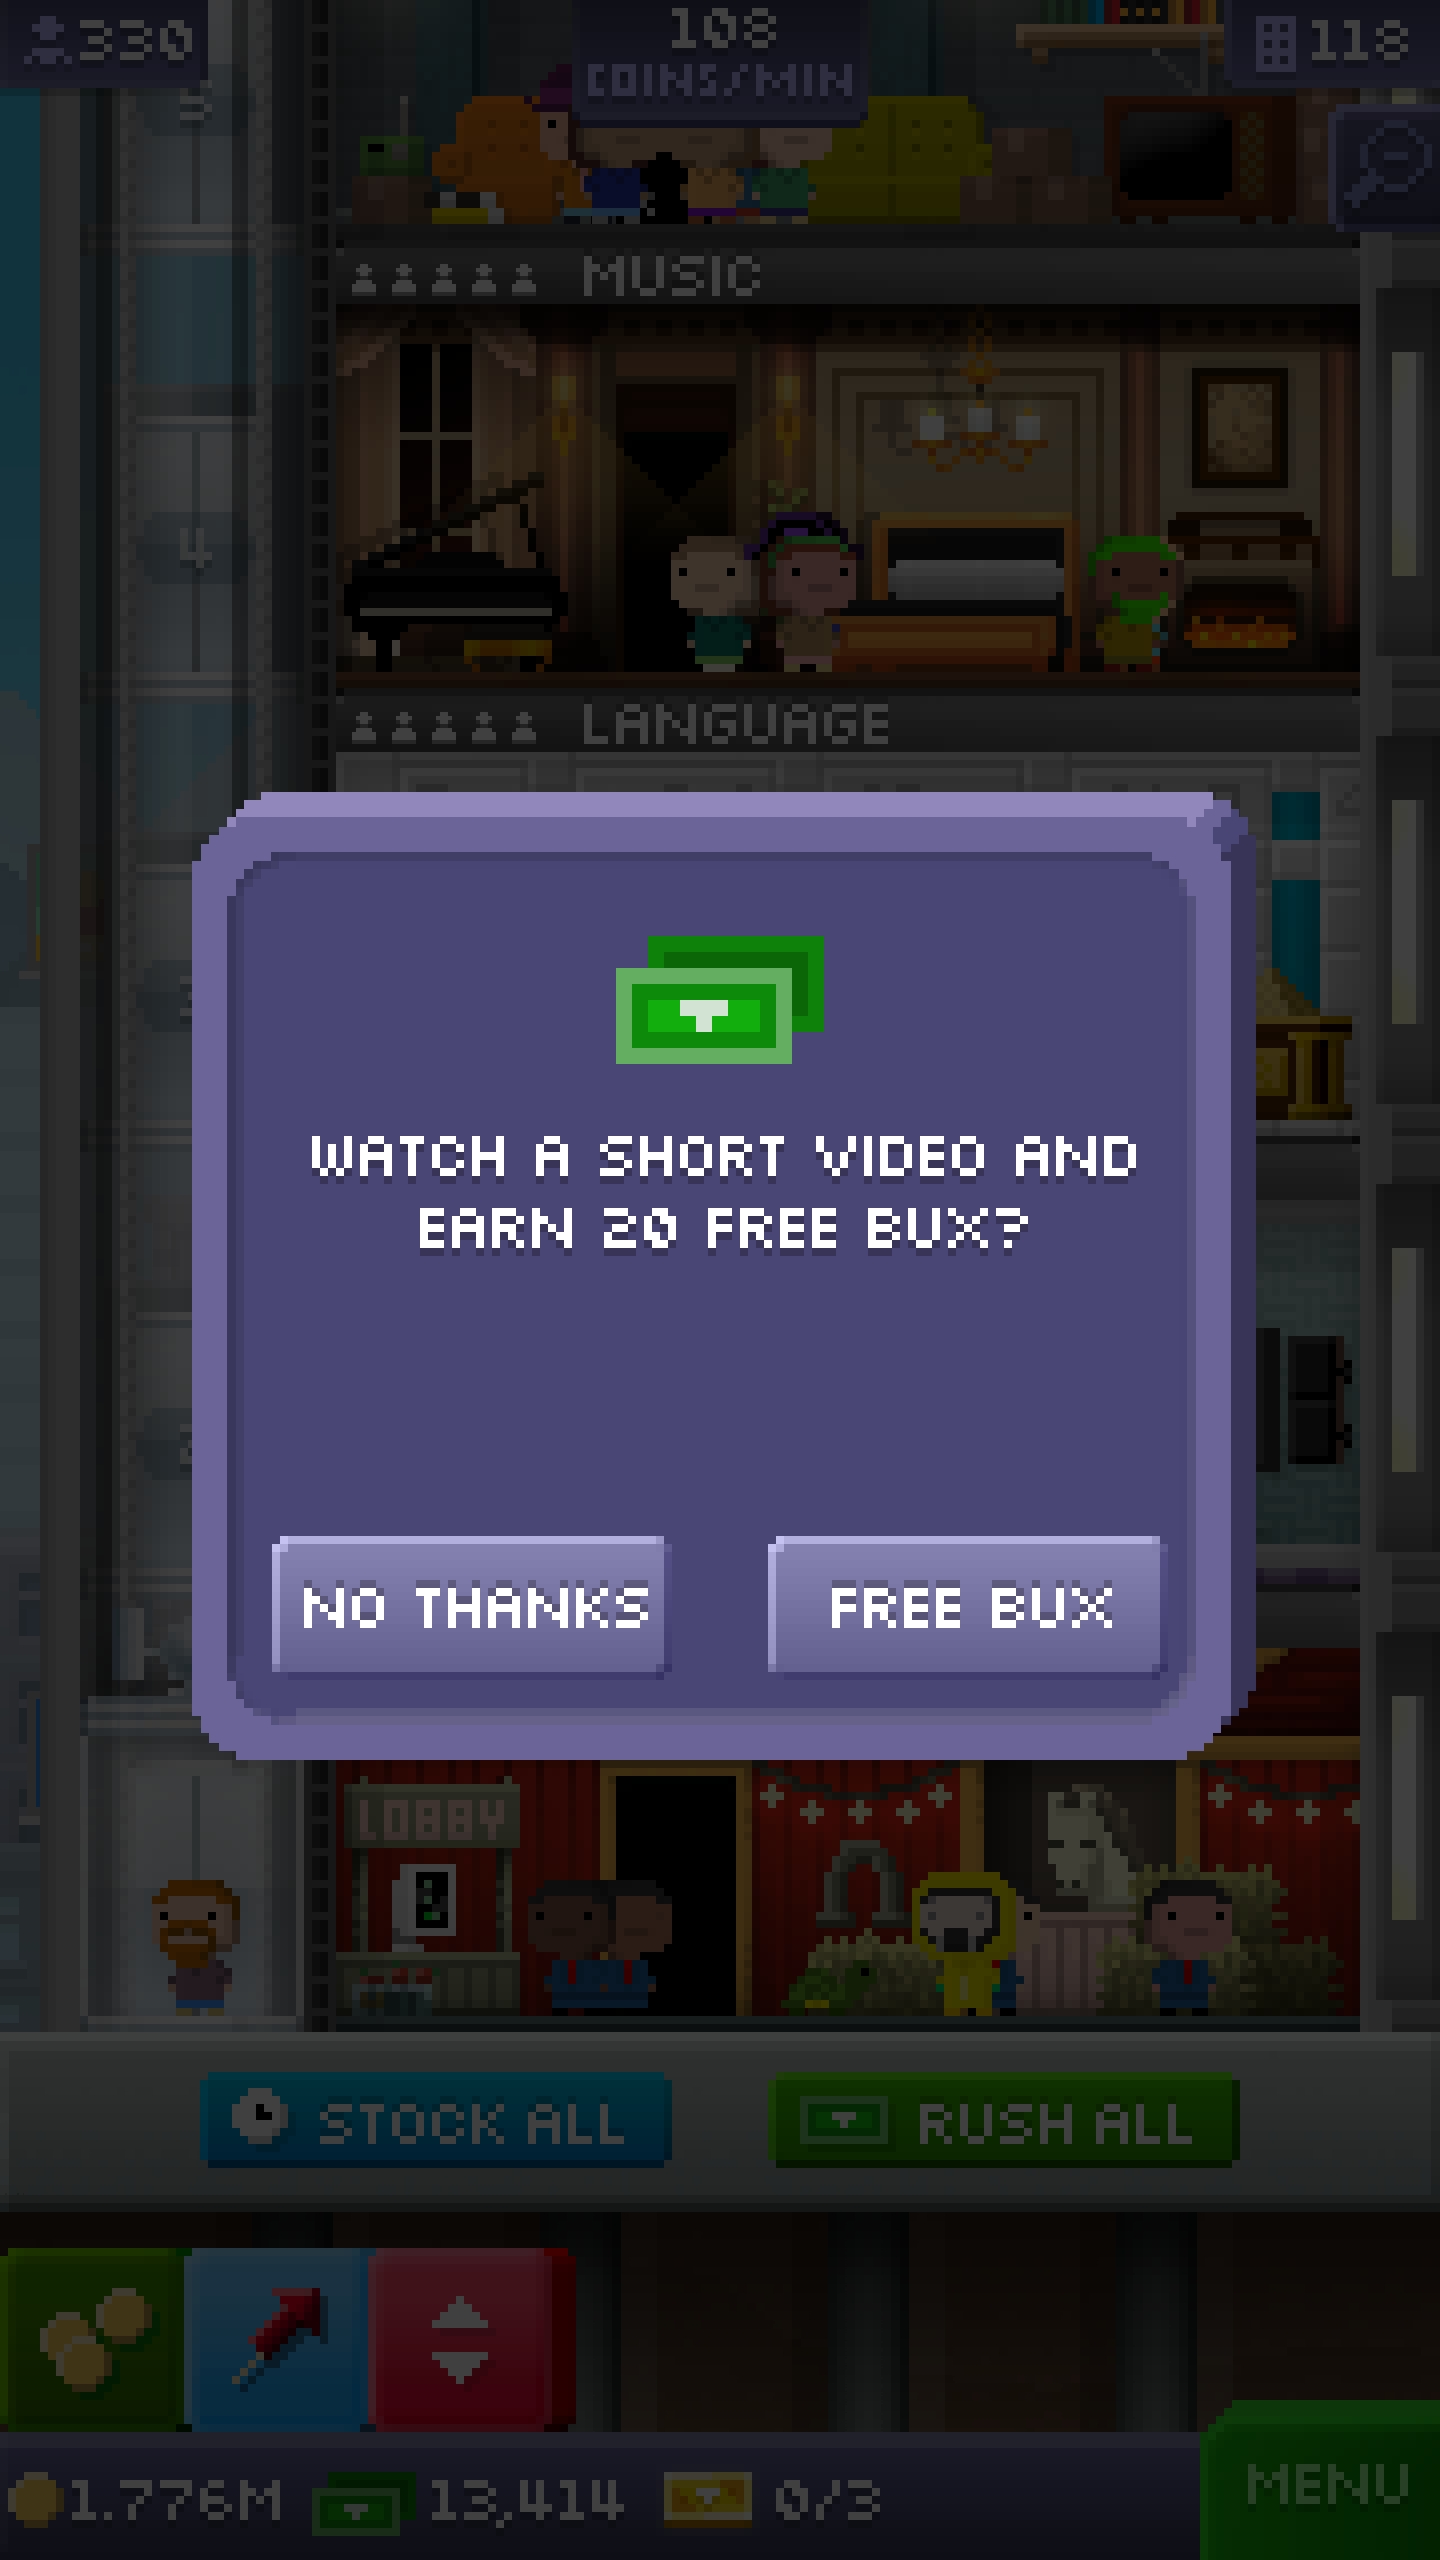 330
108
COINS/MIN
118
5
MUSIC
4
LANGUAGE
WATCH A SHORT VIDEO AND
EARN 20 FREE BUX?
NO THANKS
FREE BUX
LOBBY
STOCK ALL
RUSH ALL
1.776M
13,414
0/3
MENU